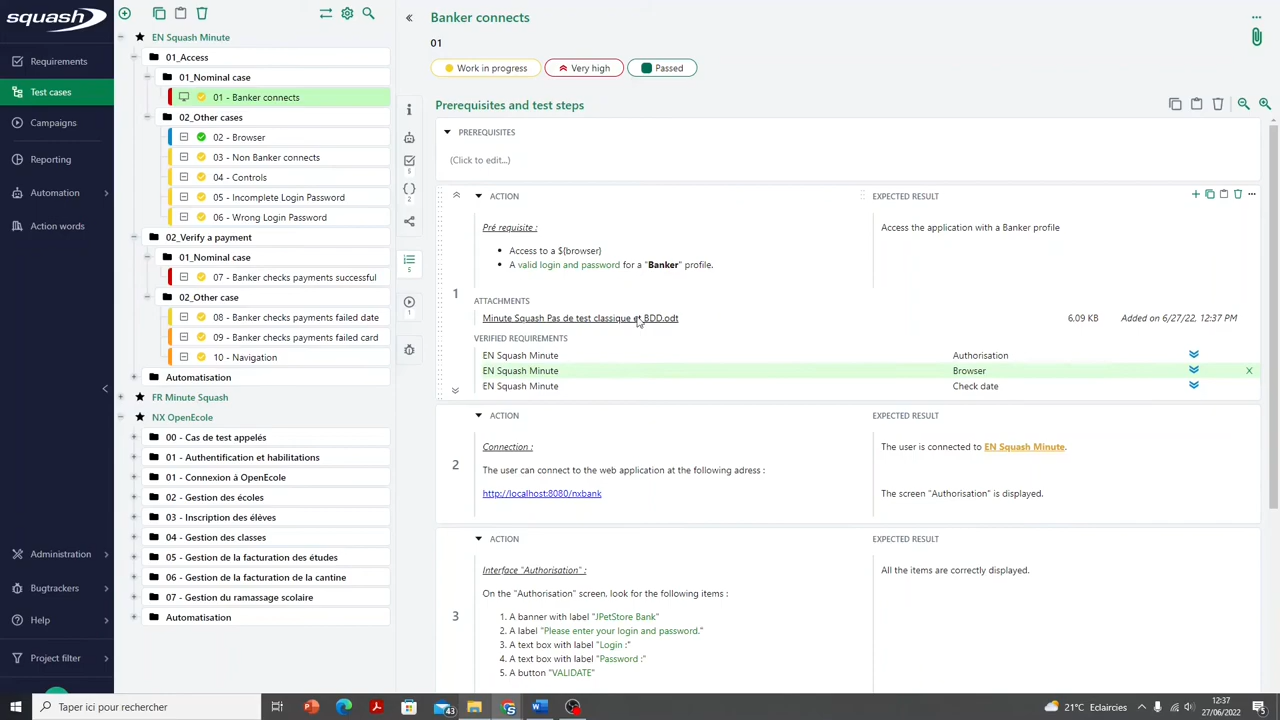 squash
Requirements
Test cases
Campaigns
Reporting
Automation
Action words
Administration
Bugtrackers
Help
Project filter
EN Squash Minute
01_Access
01_Nominal case
01 - Banker connects
02_Other cases
02 - Browser
03 - Non Banker connects
04 - Controls
05 - Incomplete Login Password
06 - Wrong Login Password
02_Verify a payment
01_Nominal case
07 - Banker checks payments successful
02_Other case
08 - Banker checks payments failed date
09 - Banker checks payments failed card
10 - Navigation
Automatisation
FR Minute Squash
NX OpenEcole
00 - Cas de test appelés
01 - Authentification et habilitations
01 - Connexion à OpenEcole
02 - Gestion des écoles
03 - Inscription des élèves
04 - Gestion des classes
05 - Gestion de la facturation des études
06 - Gestion de la facturation de la cantine
07 - Gestion du ramassage scolaire
Automatisation
5
2
5
1
Banker connects
01
Work in progress
Very high
Passed
Prerequisites and test steps
PREREQUISITES
(Click to edit...)
ACTION
EXPECTED RESULT
1
Pré requisite :
Access to a ${browser}
A valid login and password for a "Banker" profile.
Access the application with a Banker profile
ATTACHMENTS
Minute Squash Pas de test classique et BDD.odt
6.09 KB
Added on 6/27/22, 12:37 PM
VERIFIED REQUIREMENTS
EN Squash Minute
Authorisation
EN Squash Minute
Browser
EN Squash Minute
Check date
ACTION
EXPECTED RESULT
2
Connection :
The user can connect to the web application at the following adress :
http://localhost:8080/nxbank
The user is connected to EN Squash Minute.
The screen "Authorisation" is displayed.
ACTION
EXPECTED RESULT
3
Interface "Authorisation" :
On the "Authorisation" screen, look for the following items :
1. A banner with label "JPetStore Bank"
2. A label "Please enter your login and password."
3. A text box with label "Login :"
4. A text box with label "Password :"
5. A button "VALIDATE"
All the items are correctly displayed.
Taper ici pour rechercher
43
21°C Eclaircies
12:37
27/06/2022